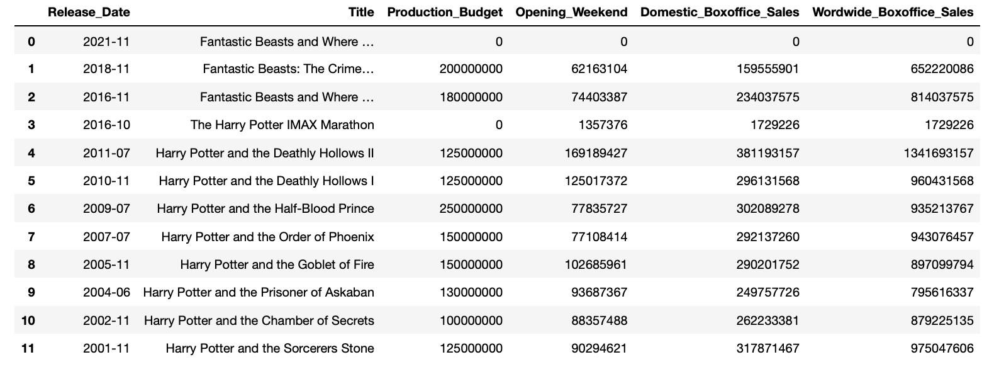 Release_Date Title Production_Budget Opening_Weekend Domestic_Boxoffice_Sales Wordwide_Boxoffice_Sales
0 2021-11 Fantastic Beasts and Where ... 0 0 0 0
1 2018-11 Fantastic Beasts: The Crime... 200000000 62163104 159555901 652220086
2 2016-11 Fantastic Beasts and Where ... 180000000 74403387 234037575 814037575
3 2016-10 The Harry Potter IMAX Marathon 0 1357376 1729226 1729226
4 2011-07 Harry Potter and the Deathly Hollows II 125000000 169189427 381193157 1341693157
5 2010-11 Harry Potter and the Deathly Hollows I 125000000 125017372 296131568 960431568
6 2009-07 Harry Potter and the Half-Blood Prince 250000000 77835727 302089278 935213767
7 2007-07 Harry Potter and the Order of Phoenix 150000000 77108414 292137260 943076457
8 2005-11 Harry Potter and the Goblet of Fire 150000000 102685961 290201752 897099794
9 2004-06 Harry Potter and the Prisoner of Askaban 130000000 93687367 249757726 795616337
10 2002-11 Harry Potter and the Chamber of Secrets 100000000 88357488 262233381 879225135
11 2001-11 Harry Potter and the Sorcerers Stone 125000000 90294621 317871467 975047606